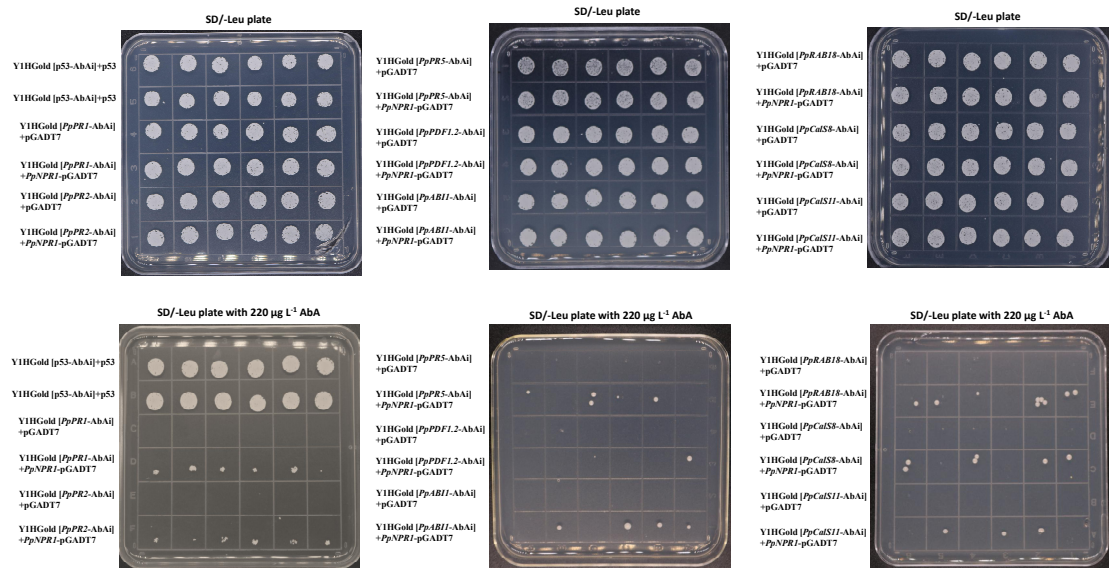 SD/-Leu plate
Y1HGold [p53-AbAi]+p53
Y1HGold [p53-AbAi]+p53
Y1HGold [PpPR1-AbAi]
+pGADT7
Y1HGold [PpPR1-AbAi]
+PpNPR1-pGADT7
Y1HGold [PpPR2-AbAi]
+pGADT7
Y1HGold [PpPR2-AbAi]
+PpNPR1-pGADT7
SD/-Leu plate
Y1HGold [PpPR5-AbAi]
+pGADT7
Y1HGold [PpPR5-AbAi]
+PpNPR1-pGADT7
Y1HGold [PpPDF1.2-AbAi]
+pGADT7
Y1HGold [PpPDF1.2-AbAi]
+PpNPR1-pGADT7
Y1HGold [PpABI1-AbAi]
+pGADT7
Y1HGold [PpABI1-AbAi]
+PpNPR1-pGADT7
SD/-Leu plate
Y1HGold [PpRAB18-AbAi]
+pGADT7
Y1HGold [PpRAB18-AbAi]
+PpNPR1-pGADT7
Y1HGold [PpCalS8-AbAi]
+pGADT7
Y1HGold [PpCalS8-AbAi]
+PpNPR1-pGADT7
Y1HGold [PpCalS11-AbAi]
+pGADT7
Y1HGold [PpCalS11-AbAi]
+PpNPR1-pGADT7
SD/-Leu plate with 220 µg L⁻¹ AbA
Y1HGold [p53-AbAi]+p53
Y1HGold [p53-AbAi]+p53
Y1HGold [PpPR1-AbAi]
+pGADT7
Y1HGold [PpPR1-AbAi]
+PpNPR1-pGADT7
Y1HGold [PpPR2-AbAi]
+pGADT7
Y1HGold [PpPR2-AbAi]
+PpNPR1-pGADT7
SD/-Leu plate with 220 µg L⁻¹ AbA
Y1HGold [PpPR5-AbAi]
+pGADT7
Y1HGold [PpPR5-AbAi]
+PpNPR1-pGADT7
Y1HGold [PpPDF1.2-AbAi]
+pGADT7
Y1HGold [PpPDF1.2-AbAi]
+PpNPR1-pGADT7
Y1HGold [PpABI1-AbAi]
+pGADT7
Y1HGold [PpABI1-AbAi]
+PpNPR1-pGADT7
SD/-Leu plate with 220 µg L⁻¹ AbA
Y1HGold [PpRAB18-AbAi]
+pGADT7
Y1HGold [PpRAB18-AbAi]
+PpNPR1-pGADT7
Y1HGold [PpCalS8-AbAi]
+pGADT7
Y1HGold [PpCalS8-AbAi]
+PpNPR1-pGADT7
Y1HGold [PpCalS11-AbAi]
+pGADT7
Y1HGold [PpCalS11-AbAi]
+PpNPR1-pGADT7